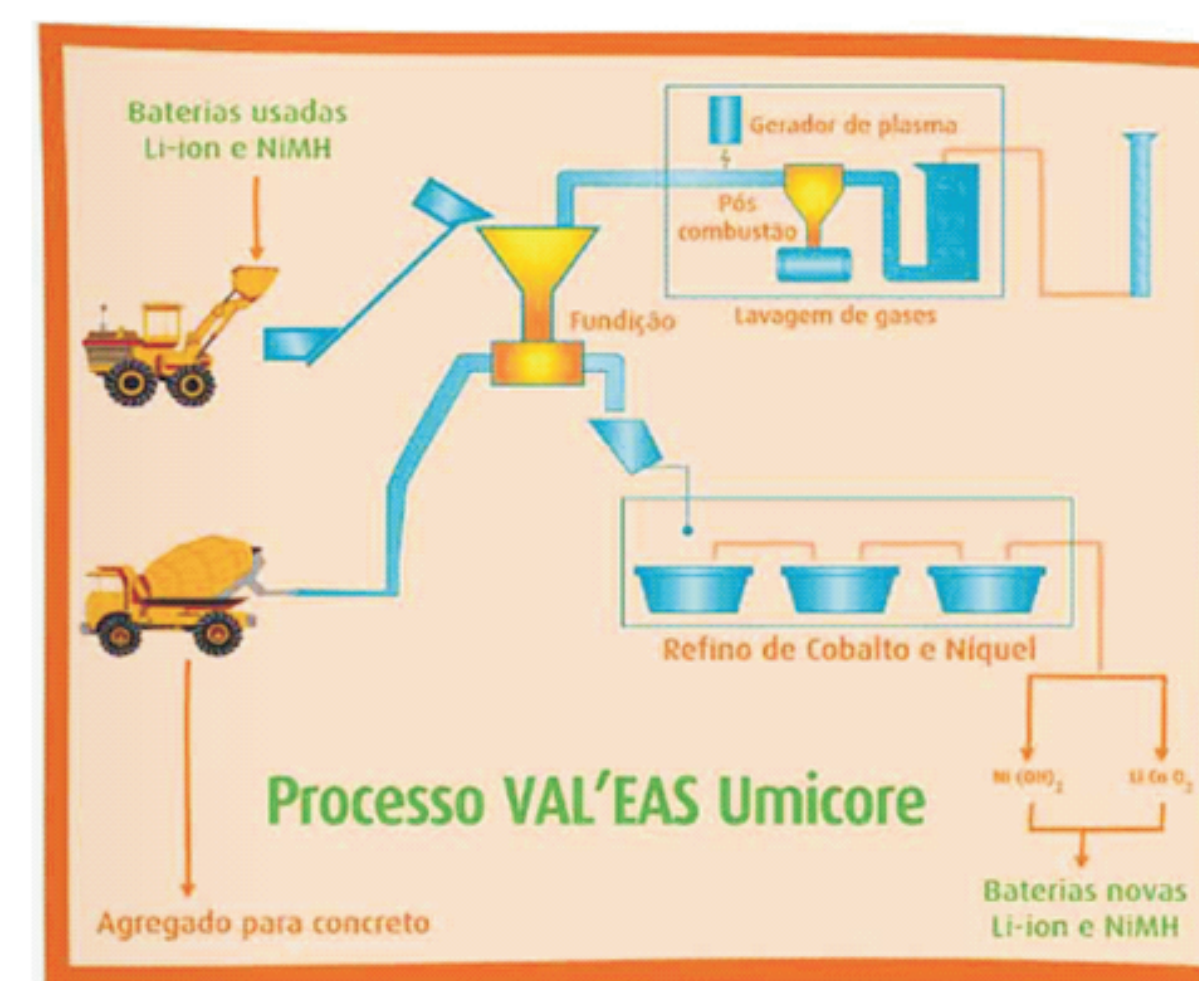 Baterias usadas
Li-ion e NiMH
Gerador de plasma
Pós
combustão
Fundição
Lavagem de gases
Refino de Cobalto e Níquel
Ni (OH)2
Li Co O2
Processo VAL'EAS Umicore
Baterias novas
Li-ion e NiMH
Agregado para concreto